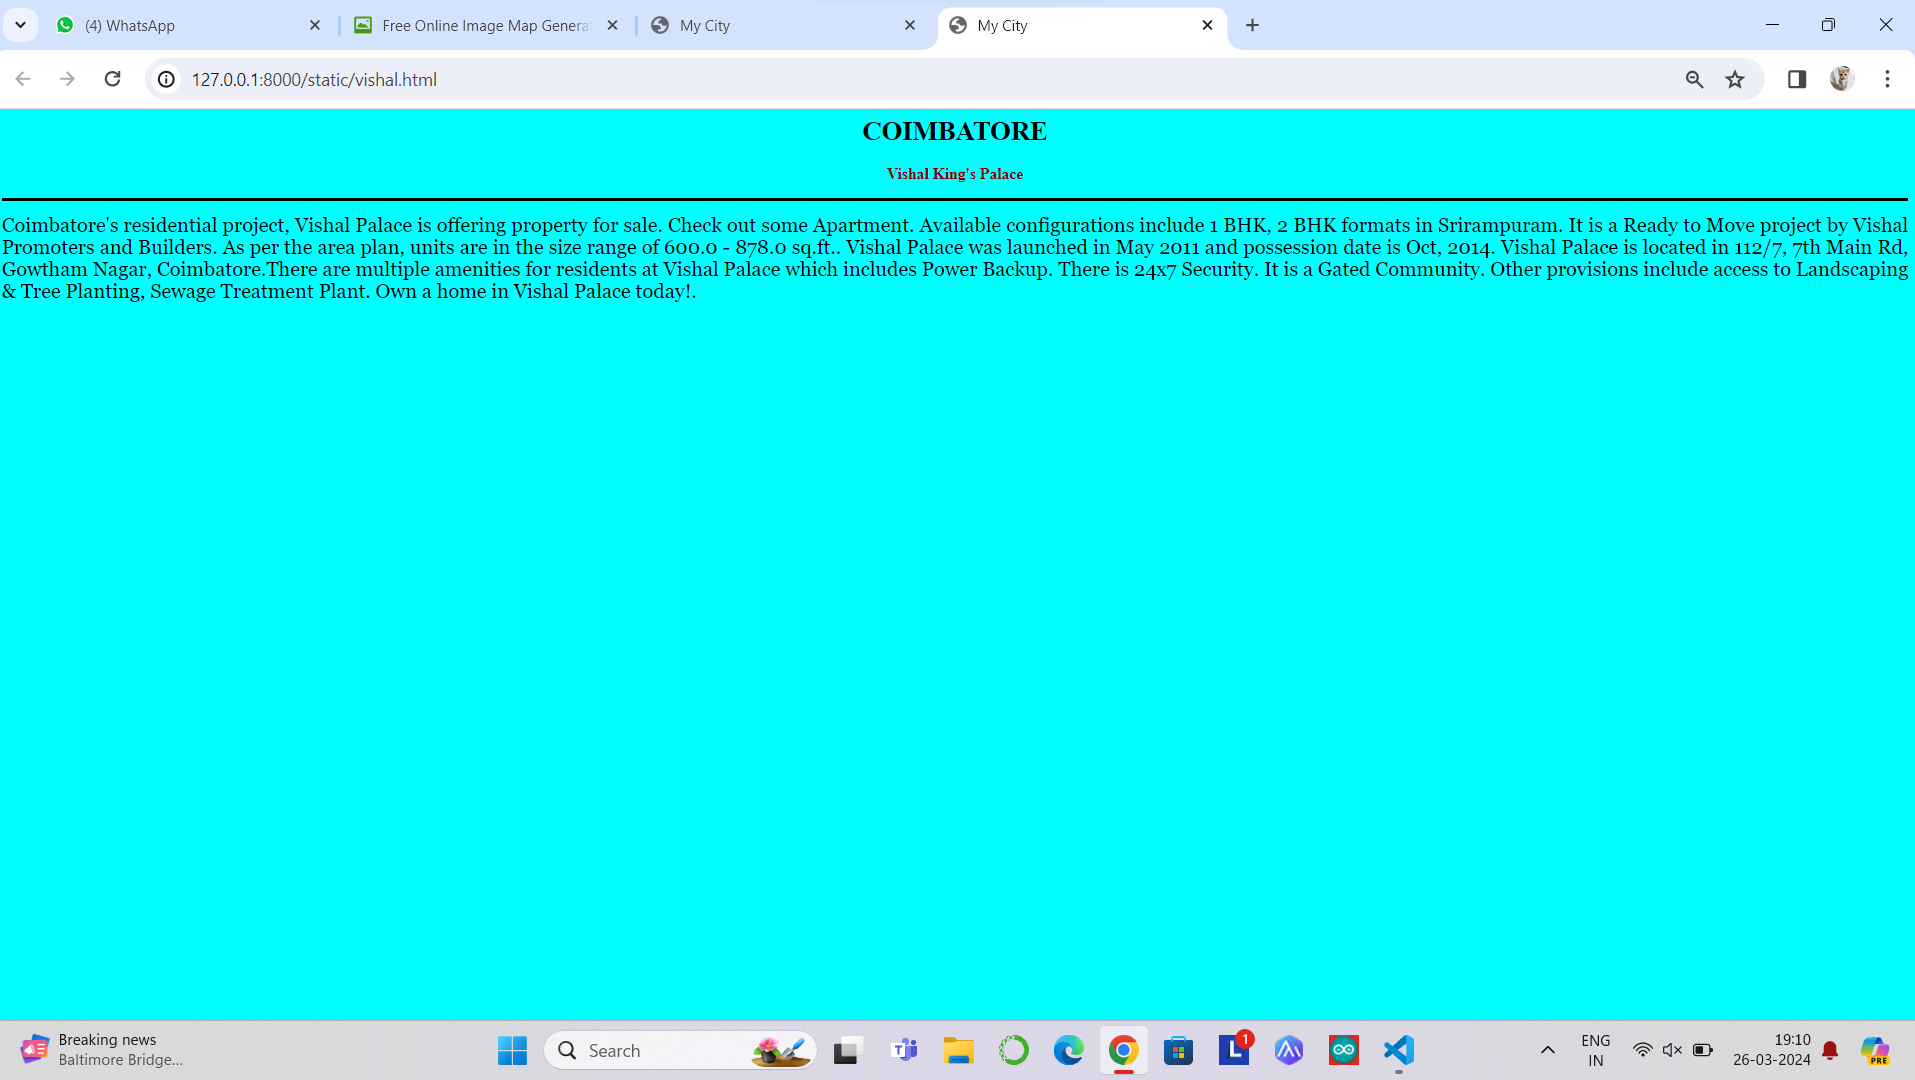 (4) WhatsApp
Free Online Image Map Genera
My City
My City
127.0.0.1:8000/static/vishal.html
COIMBATORE
Vishal King's Palace
Coimbatore's residential project, Vishal Palace is offering property for sale. Check out some Apartment. Available configurations include 1 BHK, 2 BHK formats in Srirampuram. It is a Ready to Move project by Vishal
Promoters and Builders. As per the area plan, units are in the size range of 600.0 - 878.0 sq.ft.. Vishal Palace was launched in May 2011 and possession date is Oct, 2014. Vishal Palace is located in 112/7, 7th Main Rd,
Gowtham Nagar, Coimbatore.There are multiple amenities for residents at Vishal Palace which includes Power Backup. There is 24x7 Security. It is a Gated Community. Other provisions include access to Landscaping
& Tree Planting, Sewage Treatment Plant. Own a home in Vishal Palace today!.
Breaking news
Baltimore Bridge...
Search
T
L
1
ENG
IN
19:10
26-03-2024
PRE